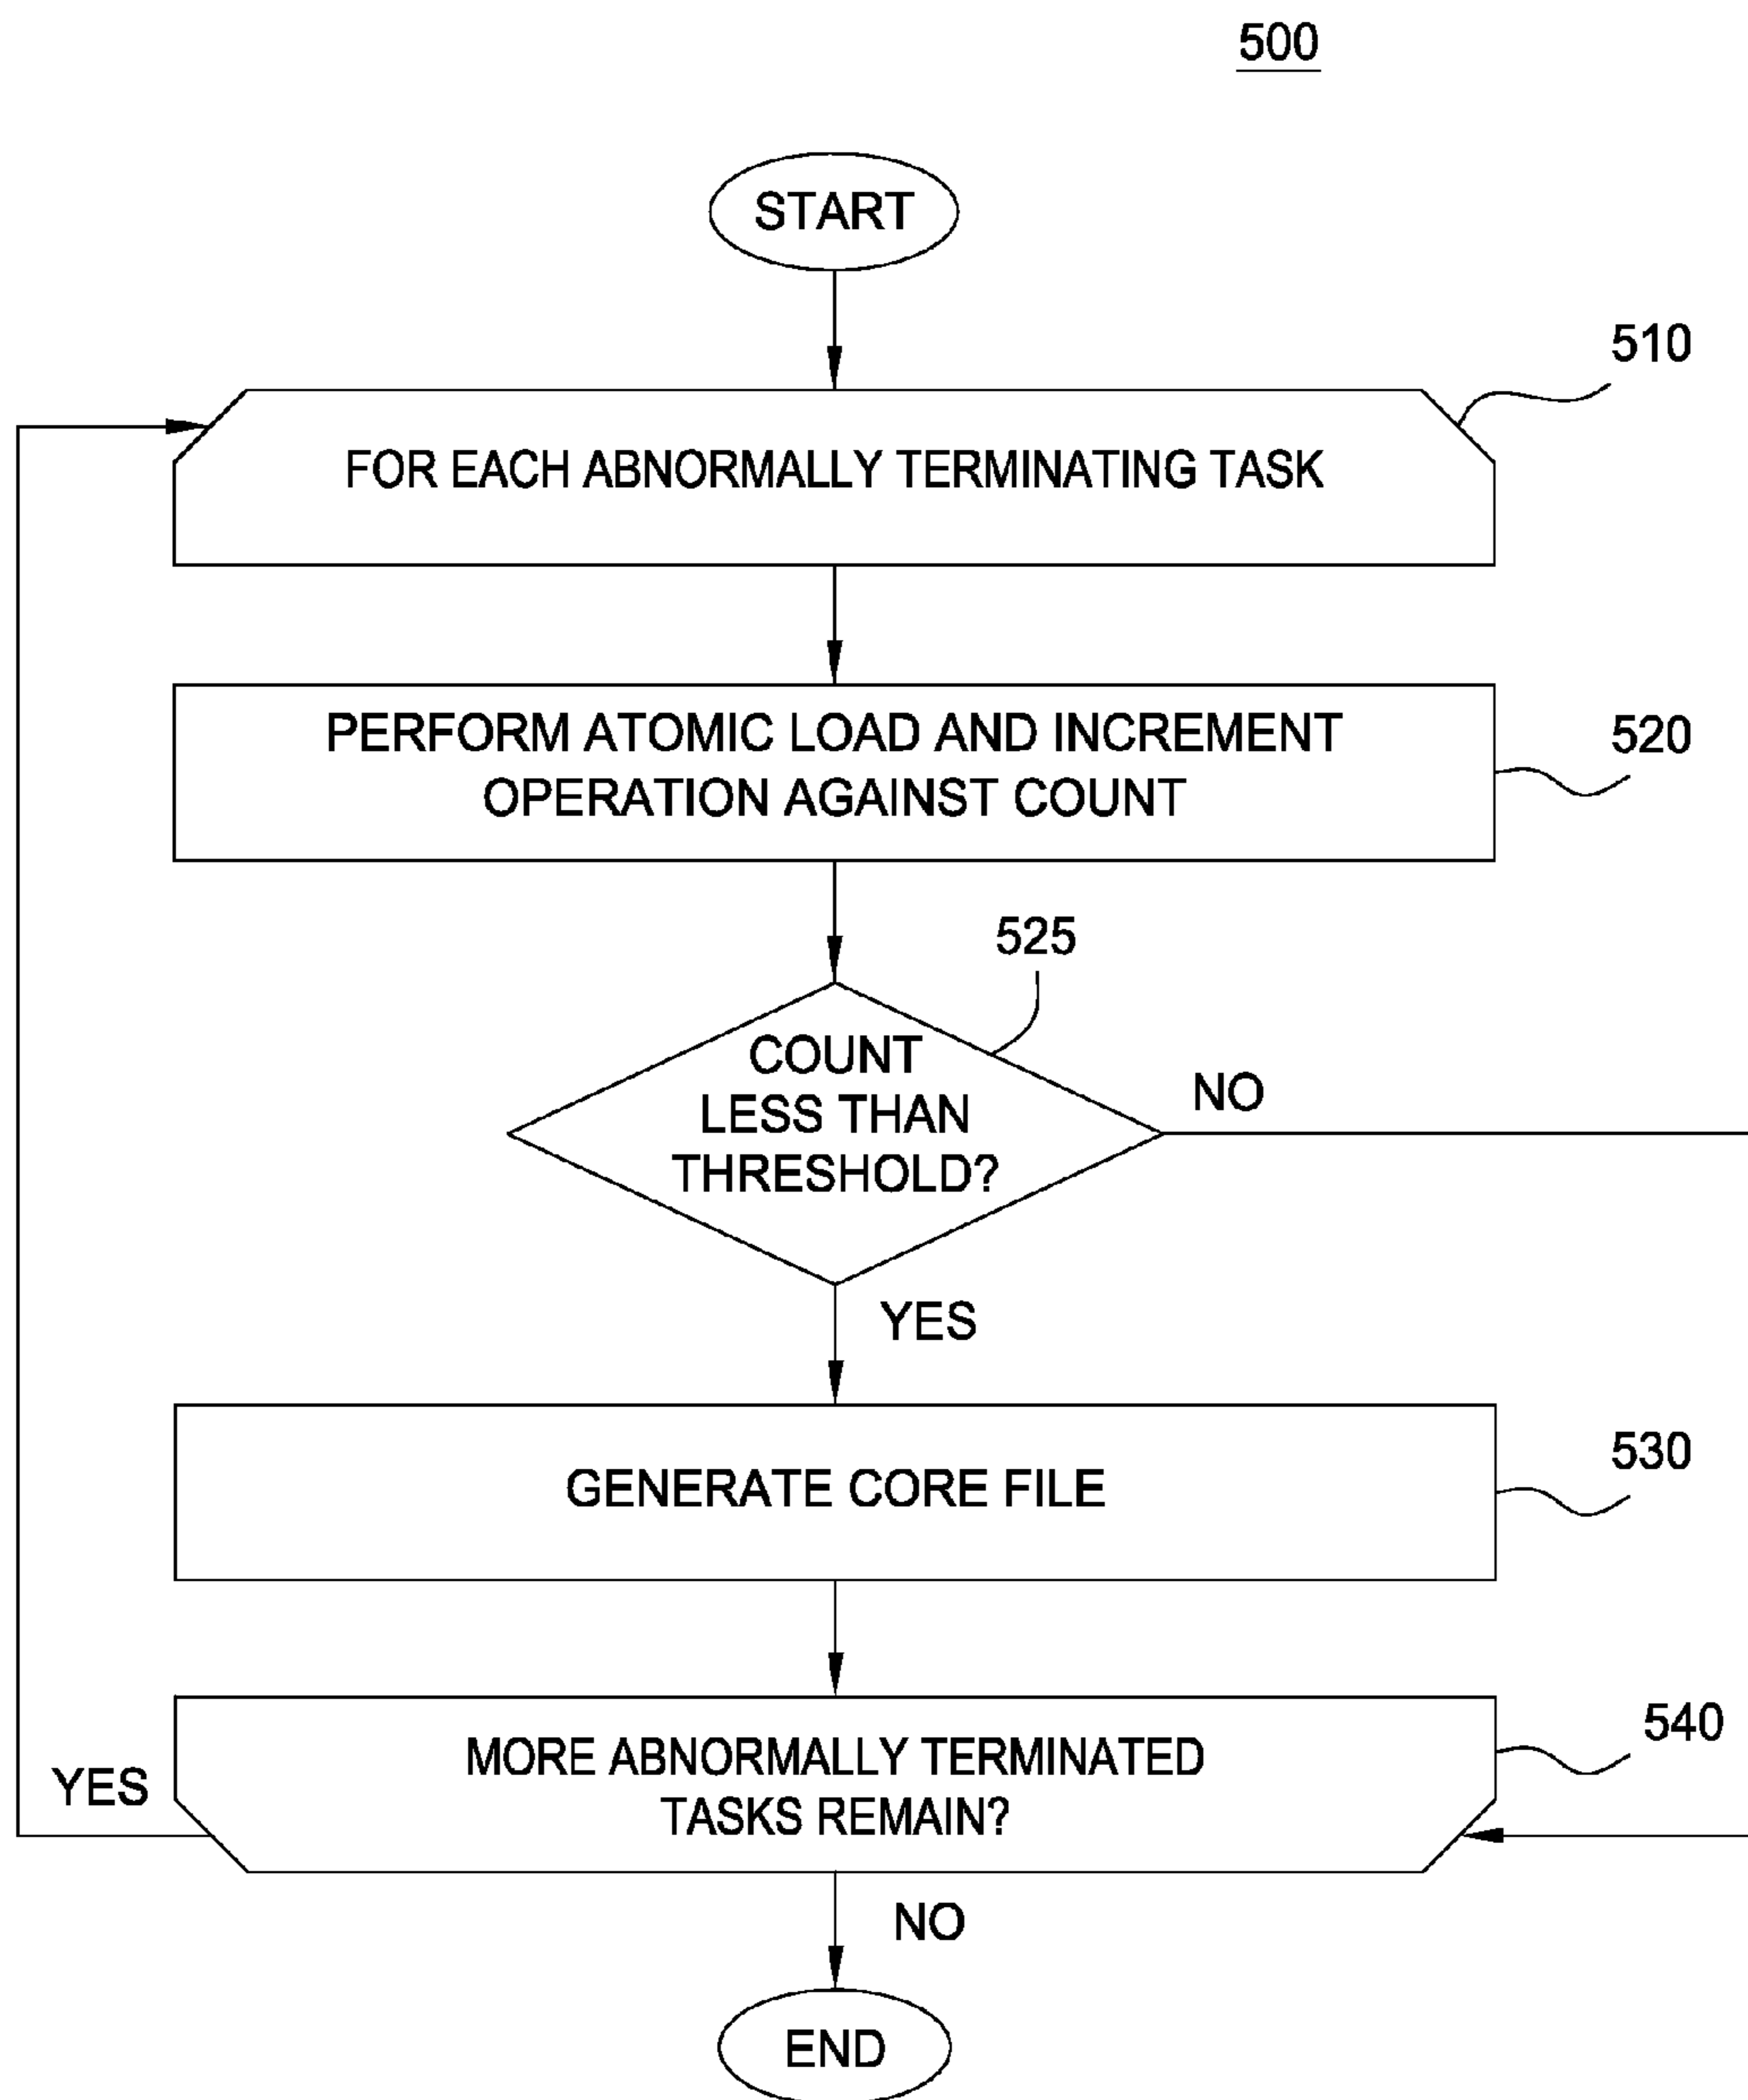 500
START
510
FOR EACH ABNORMALLY TERMINATING TASK
PERFORM ATOMIC LOAD AND INCREMENT
OPERATION AGAINST COUNT
520
525
COUNT
LESS THAN
THRESHOLD?
NO
YES
GENERATE CORE FILE
530
MORE ABNORMALLY TERMINATED
TASKS REMAIN?
540
YES
NO
END